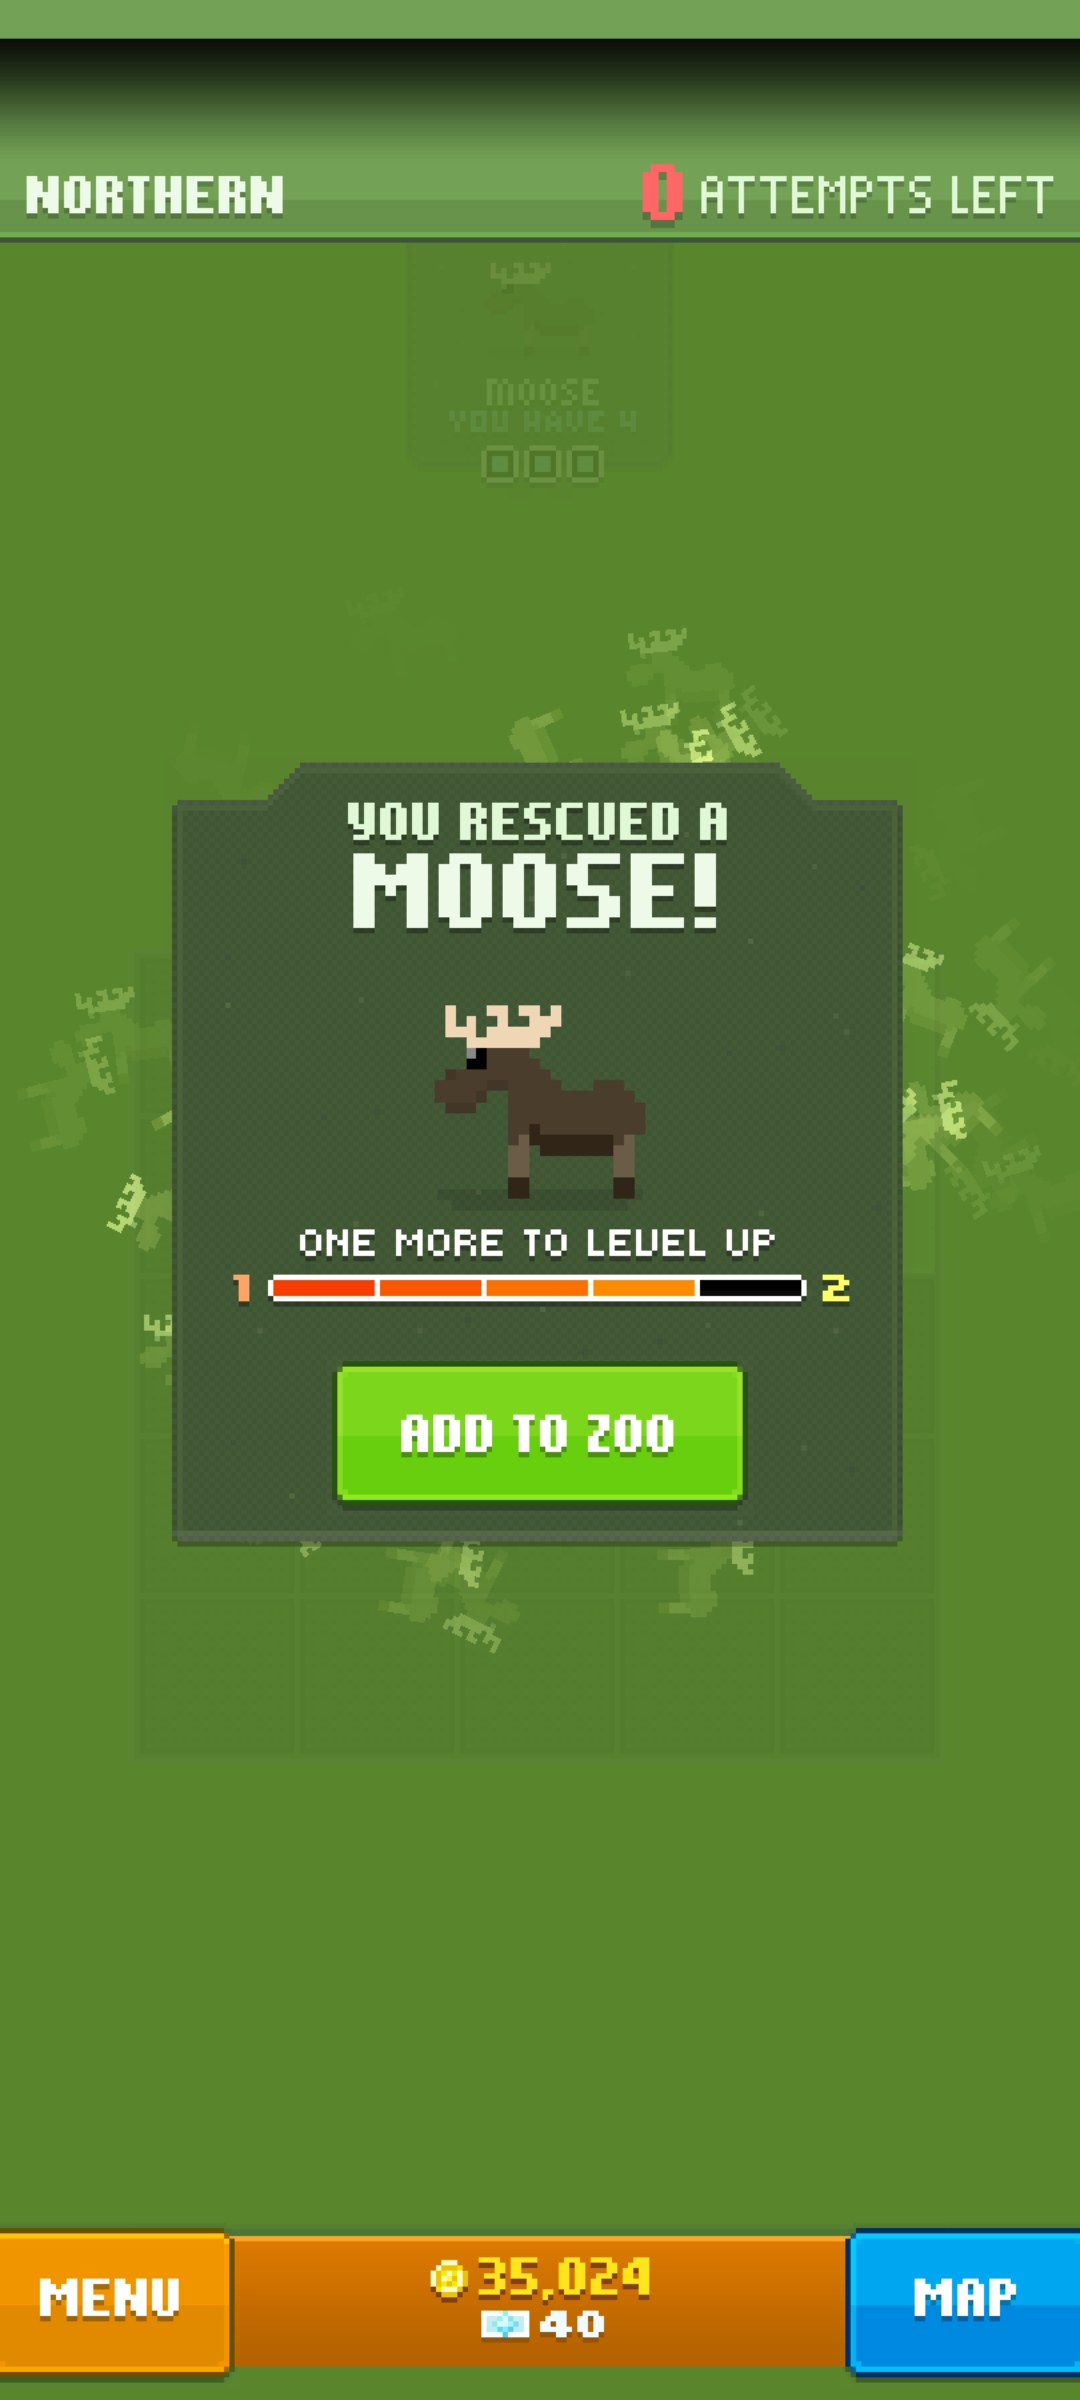 NORTHERN
0 ATTEMPTS LEFT
MOOSE
YOU HAVE 4
YOU RESCUED A
MOOSE!
ONE MORE TO LEVEL UP
1 2
ADD TO ZOO
MENU
35,024
40
MAP